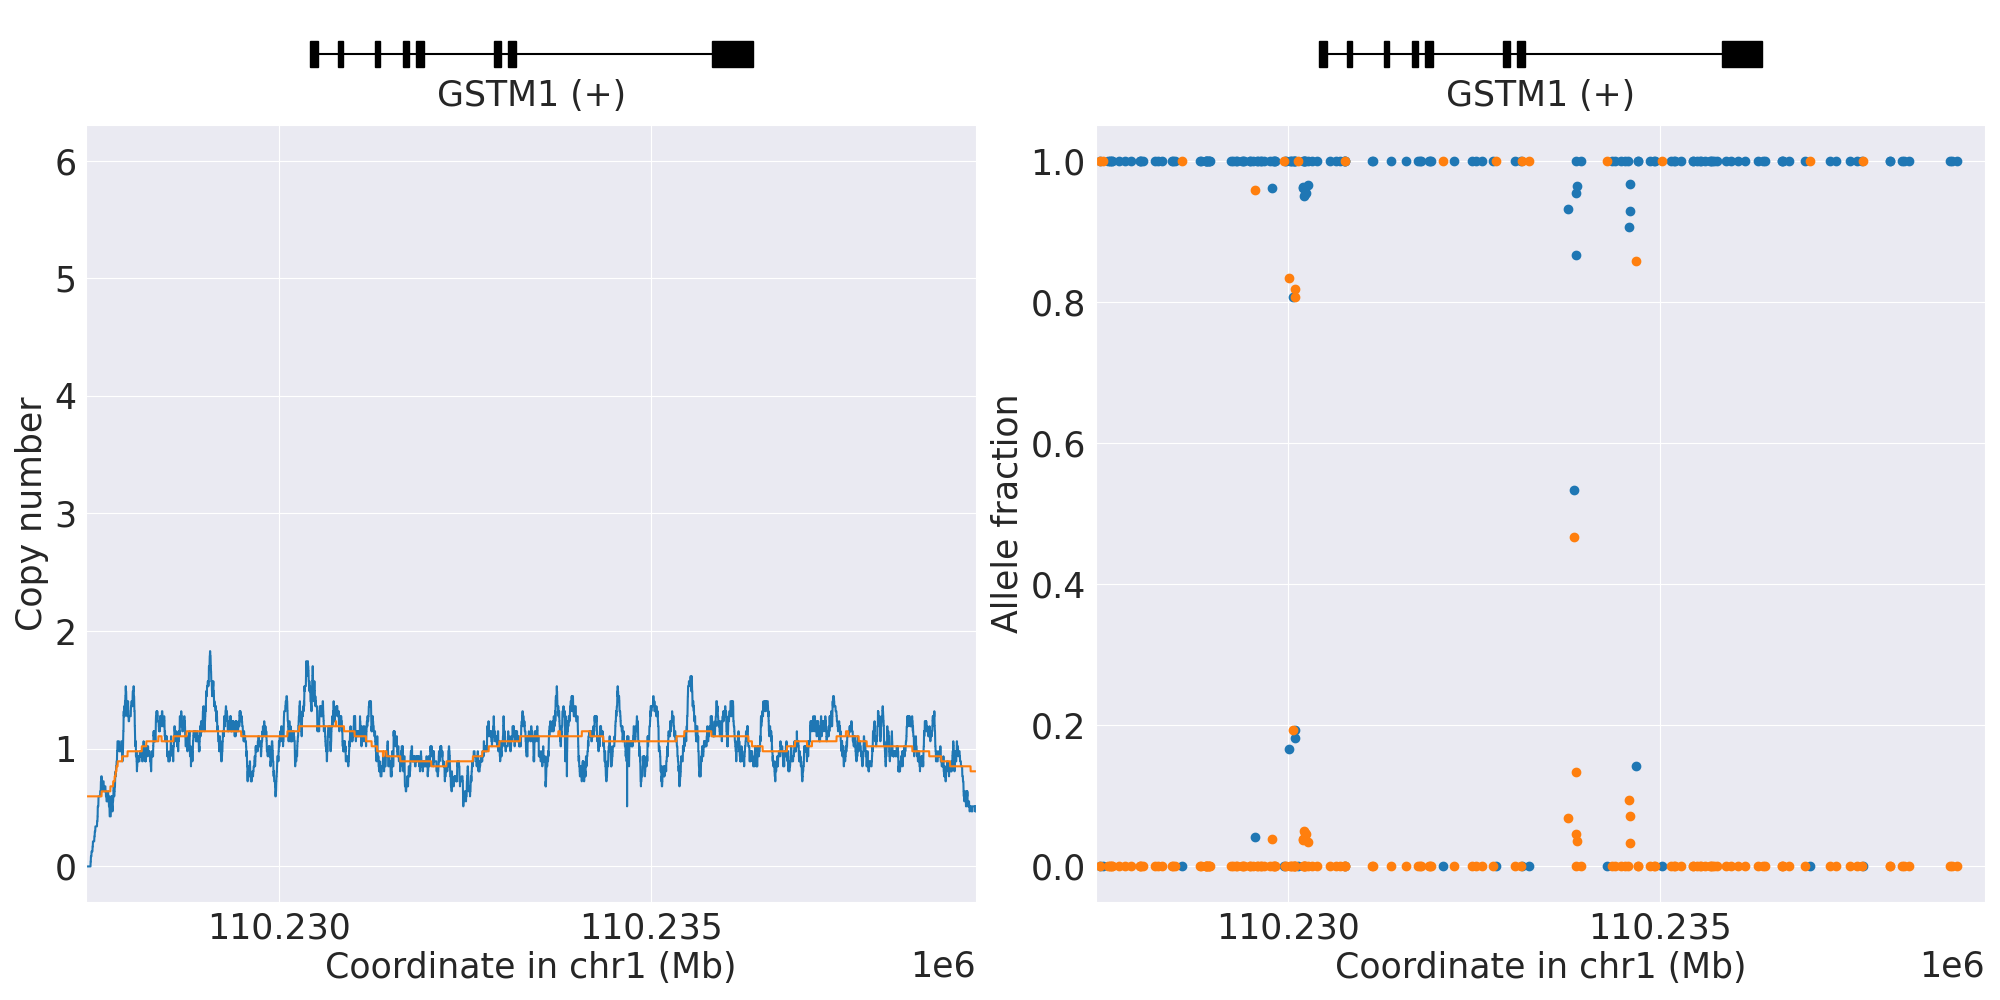 GSTM1 (+)
6
5
4
3
2
1
0
Copy number
110.230
110.235
Coordinate in chr1 (Mb)
1e6
GSTM1 (+)
1.0
0.8
0.6
0.4
0.2
0.0
Allele fraction
110.230
110.235
Coordinate in chr1 (Mb)
1e6